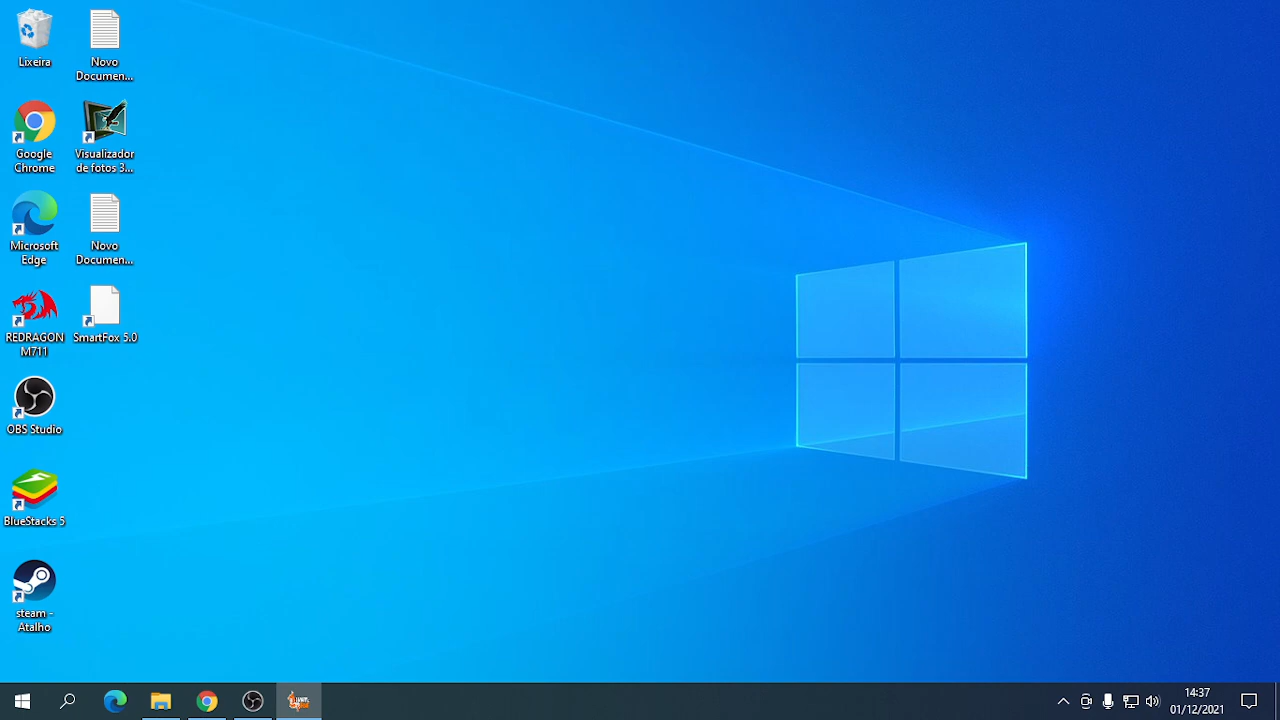 Lixeira
Novo
Documen...
Google
Chrome
Visualizador
de fotos 3...
Microsoft
Edge
Novo
Documen...
REDRAGON
M711
SmartFox 5.0
OBS Studio
BlueStacks 5
steam -
Atalho
14:37
01/12/2021